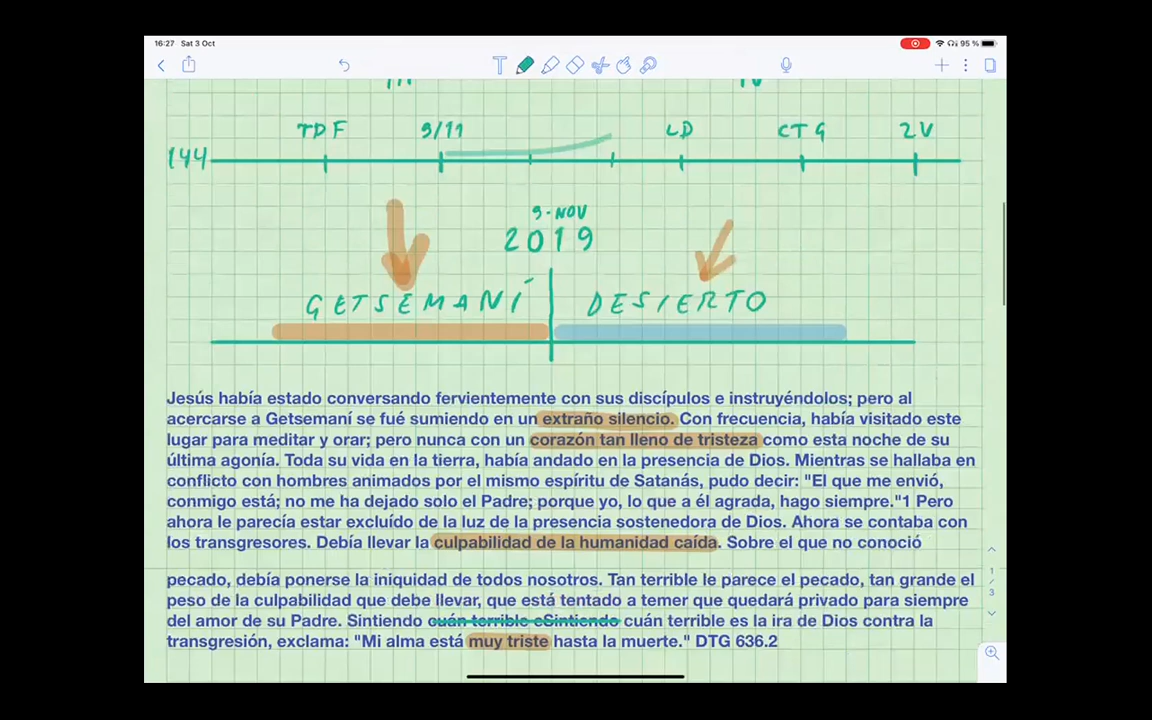 16:27 Sat 3 Oct
95 %
TDF 9/11 LD CTG 2V
144
9-NOV
2019
GETSEMANÍ DESIERTO
Jesús había estado conversando fervientemente con sus discípulos e instruyéndolos; pero al
acercarse a Getsemaní se fué sumiendo en un extraño silencio. Con frecuencia, había visitado este
lugar para meditar y orar; pero nunca con un corazón tan lleno de tristeza como esta noche de su
última agonía. Toda su vida en la tierra, había andado en la presencia de Dios. Mientras se hallaba en
conflicto con hombres animados por el mismo espíritu de Satanás, pudo decir: "El que me envió,
conmigo está; no me ha dejado solo el Padre; porque yo, lo que a él agrada, hago siempre."1 Pero
ahora le parecía estar excluído de la luz de la presencia sostenedora de Dios. Ahora se contaba con
los transgresores. Debía llevar la culpabilidad de la humanidad caída. Sobre el que no conoció
pecado, debía ponerse la iniquidad de todos nosotros. Tan terrible le parece el pecado, tan grande el
peso de la culpabilidad que debe llevar, que está tentado a temer que quedará privado para siempre
del amor de su Padre. Sintiendo cuán terrible eSintiendo cuán terrible es la ira de Dios contra la
transgresión, exclama: "Mi alma está muy triste hasta la muerte." DTG 636.2
1
/
3